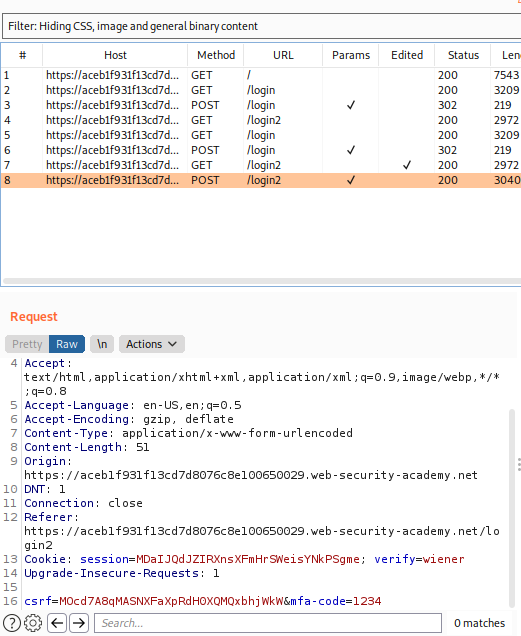 Filter: Hiding CSS, image and general binary content
# Host Method URL Params Edited Status Len
1 https://aceb1f931f13cd7d... GET / 200 7543
2 https://aceb1f931f13cd7d... GET /login 200 3209
3 https://aceb1f931f13cd7d... POST /login ✓ 302 219
4 https://aceb1f931f13cd7d... GET /login2 200 2972
5 https://aceb1f931f13cd7d... GET /login 200 3209
6 https://aceb1f931f13cd7d... POST /login ✓ 302 219
7 https://aceb1f931f13cd7d... GET /login2 ✓ 200 2972
8 https://aceb1f931f13cd7d... POST /login2 ✓ 200 3040
Request
Pretty Raw \n Actions
4 Accept:
text/html,application/xhtml+xml,application/xml;q=0.9,image/webp,*/*
;q=0.8
5 Accept-Language: en-US,en;q=0.5
6 Accept-Encoding: gzip, deflate
7 Content-Type: application/x-www-form-urlencoded
8 Content-Length: 51
9 Origin:
https://aceb1f931f13cd7d8076c8e100650029.web-security-academy.net
10 DNT: 1
11 Connection: close
12 Referer:
https://aceb1f931f13cd7d8076c8e100650029.web-security-academy.net/lo
gin2
13 Cookie: session=MDaIJQdJZIRXnsXFmHrSWeisYNkPSgme; verify=wiener
14 Upgrade-Insecure-Requests: 1
15
16 csrf=MOcd7A8qMASNXFaXpRdH0XQMQxbhjWkW&mfa-code=1234
Search... 0 matches